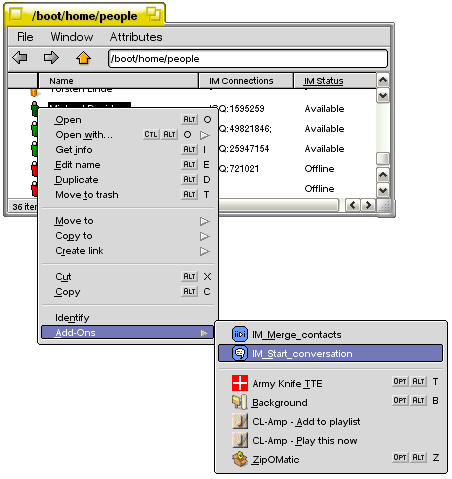 /boot/home/people
File Window Attributes
/boot/home/people
Name IM Connections IM Status
Torsten Linde
ICQ:1595259 Available
ICQ:49821846; Available
ICQ:25947154 Available
ICQ:721021 Offline
Offline
Available
36
Open ALT O
Open with... CTL ALT O
Get info ALT I
Edit name ALT E
Duplicate ALT D
Move to trash ALT T
Move to
Copy to
Create link
Cut ALT X
Copy ALT C
Identify
Add-Ons
IM_Merge_contacts
IM_Start_conversation
Army Knife TTE OPT ALT T
Background OPT ALT B
CL-Amp - Add to playlist
CL-Amp - Play this now
ZipOMatic OPT ALT Z